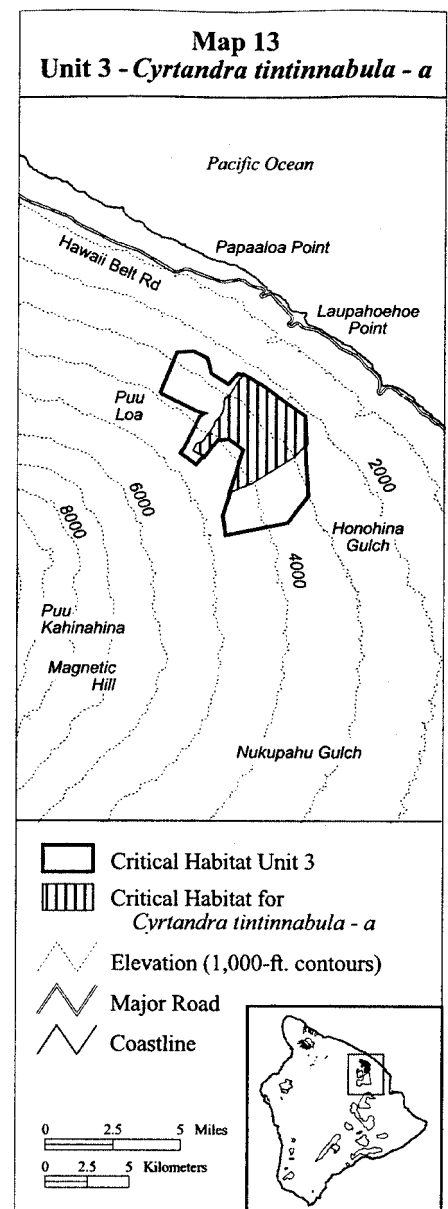 Map 13
Unit 3 - Cyrtandra tintinnabula - a
Pacific Ocean
Papaaloa Point
Hawaii Belt Rd
Laupahoehoe
Point
Puu
Loa
2000
6000
8000
Honohina
Gulch
4000
Puu
Kahinahina
Magnetic
Hill
Nukupahu Gulch
Critical Habitat Unit 3
Critical Habitat for
Cyrtandra tintinnabula - a
Elevation (1,000-ft. contours)
Major Road
Coastline
0 2.5 5 Miles
0 2.5 5 Kilometers